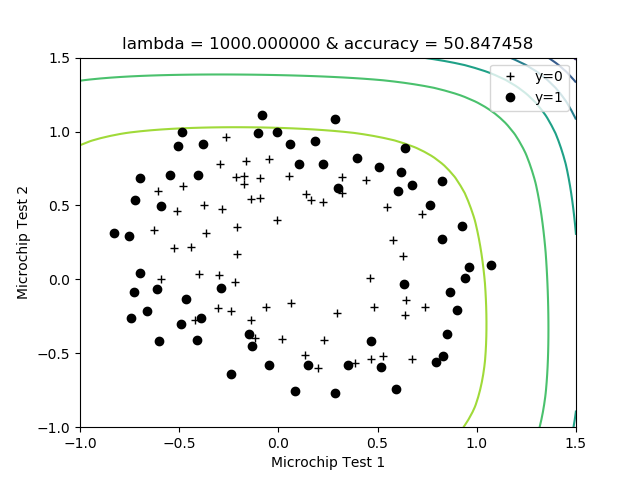 lambda = 1000.000000 & accuracy = 50.847458
y=0
y=1
1.5
1.0
0.5
0.0
−0.5
−1.0
Microchip Test 2
−1.0 −0.5 0.0 0.5 1.0 1.5
Microchip Test 1